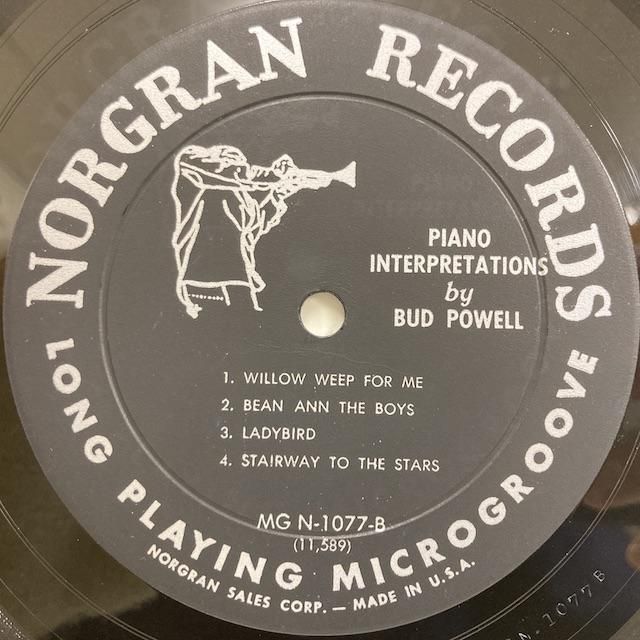 NORGRAN RECORDS
PIANO
INTERPRETATIONS
by
BUD POWELL
1. WILLOW WEEP FOR ME
2. BEAN ANN THE BOYS
3. LADYBIRD
4. STAIRWAY TO THE STARS
MG N-1077-B
(11,589)
LONG PLAYING MICROGROOVE
NORGRAN SALES CORP. — MADE IN U.S.A.
N-1077B